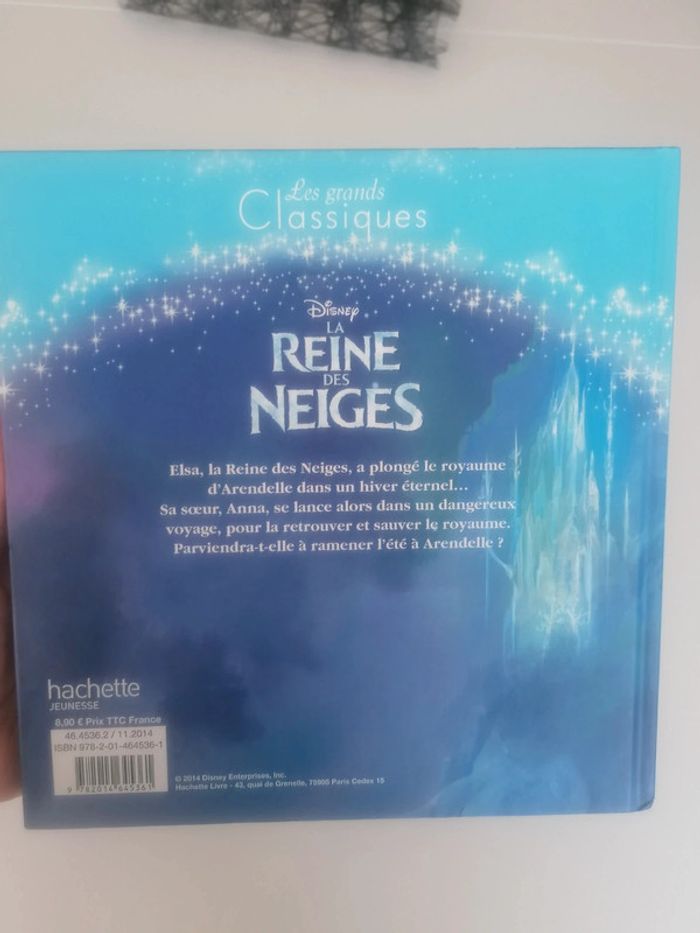 Les grands
Classiques
Disney
LA
REINE
DES
NEIGES
Elsa, la Reine des Neiges, a plongé le royaume
d'Arendelle dans un hiver éternel...
Sa sœur, Anna, se lance alors dans un dangereux
voyage, pour la retrouver et sauver le royaume.
Parviendra-t-elle à ramener l'été à Arendelle ?
hachette
JEUNESSE
8,90 € Prix TTC France
46.4536.2 / 11.2014
ISBN 978-2-01-464536-1
9 782014 645361
© 2014 Disney Enterprises, Inc.
Hachette Livre - 43, quai de Grenelle, 75905 Paris Cedex 15